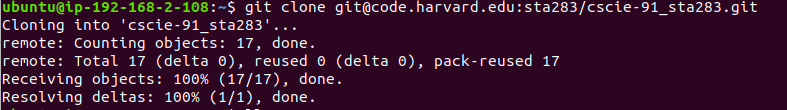 ubuntu@ip-192-168-2-108:~$ git clone git@code.harvard.edu:sta283/cscie-91_sta283.git
Cloning into 'cscie-91_sta283'...
remote: Counting objects: 17, done.
remote: Total 17 (delta 0), reused 0 (delta 0), pack-reused 17
Receiving objects: 100% (17/17), done.
Resolving deltas: 100% (1/1), done.